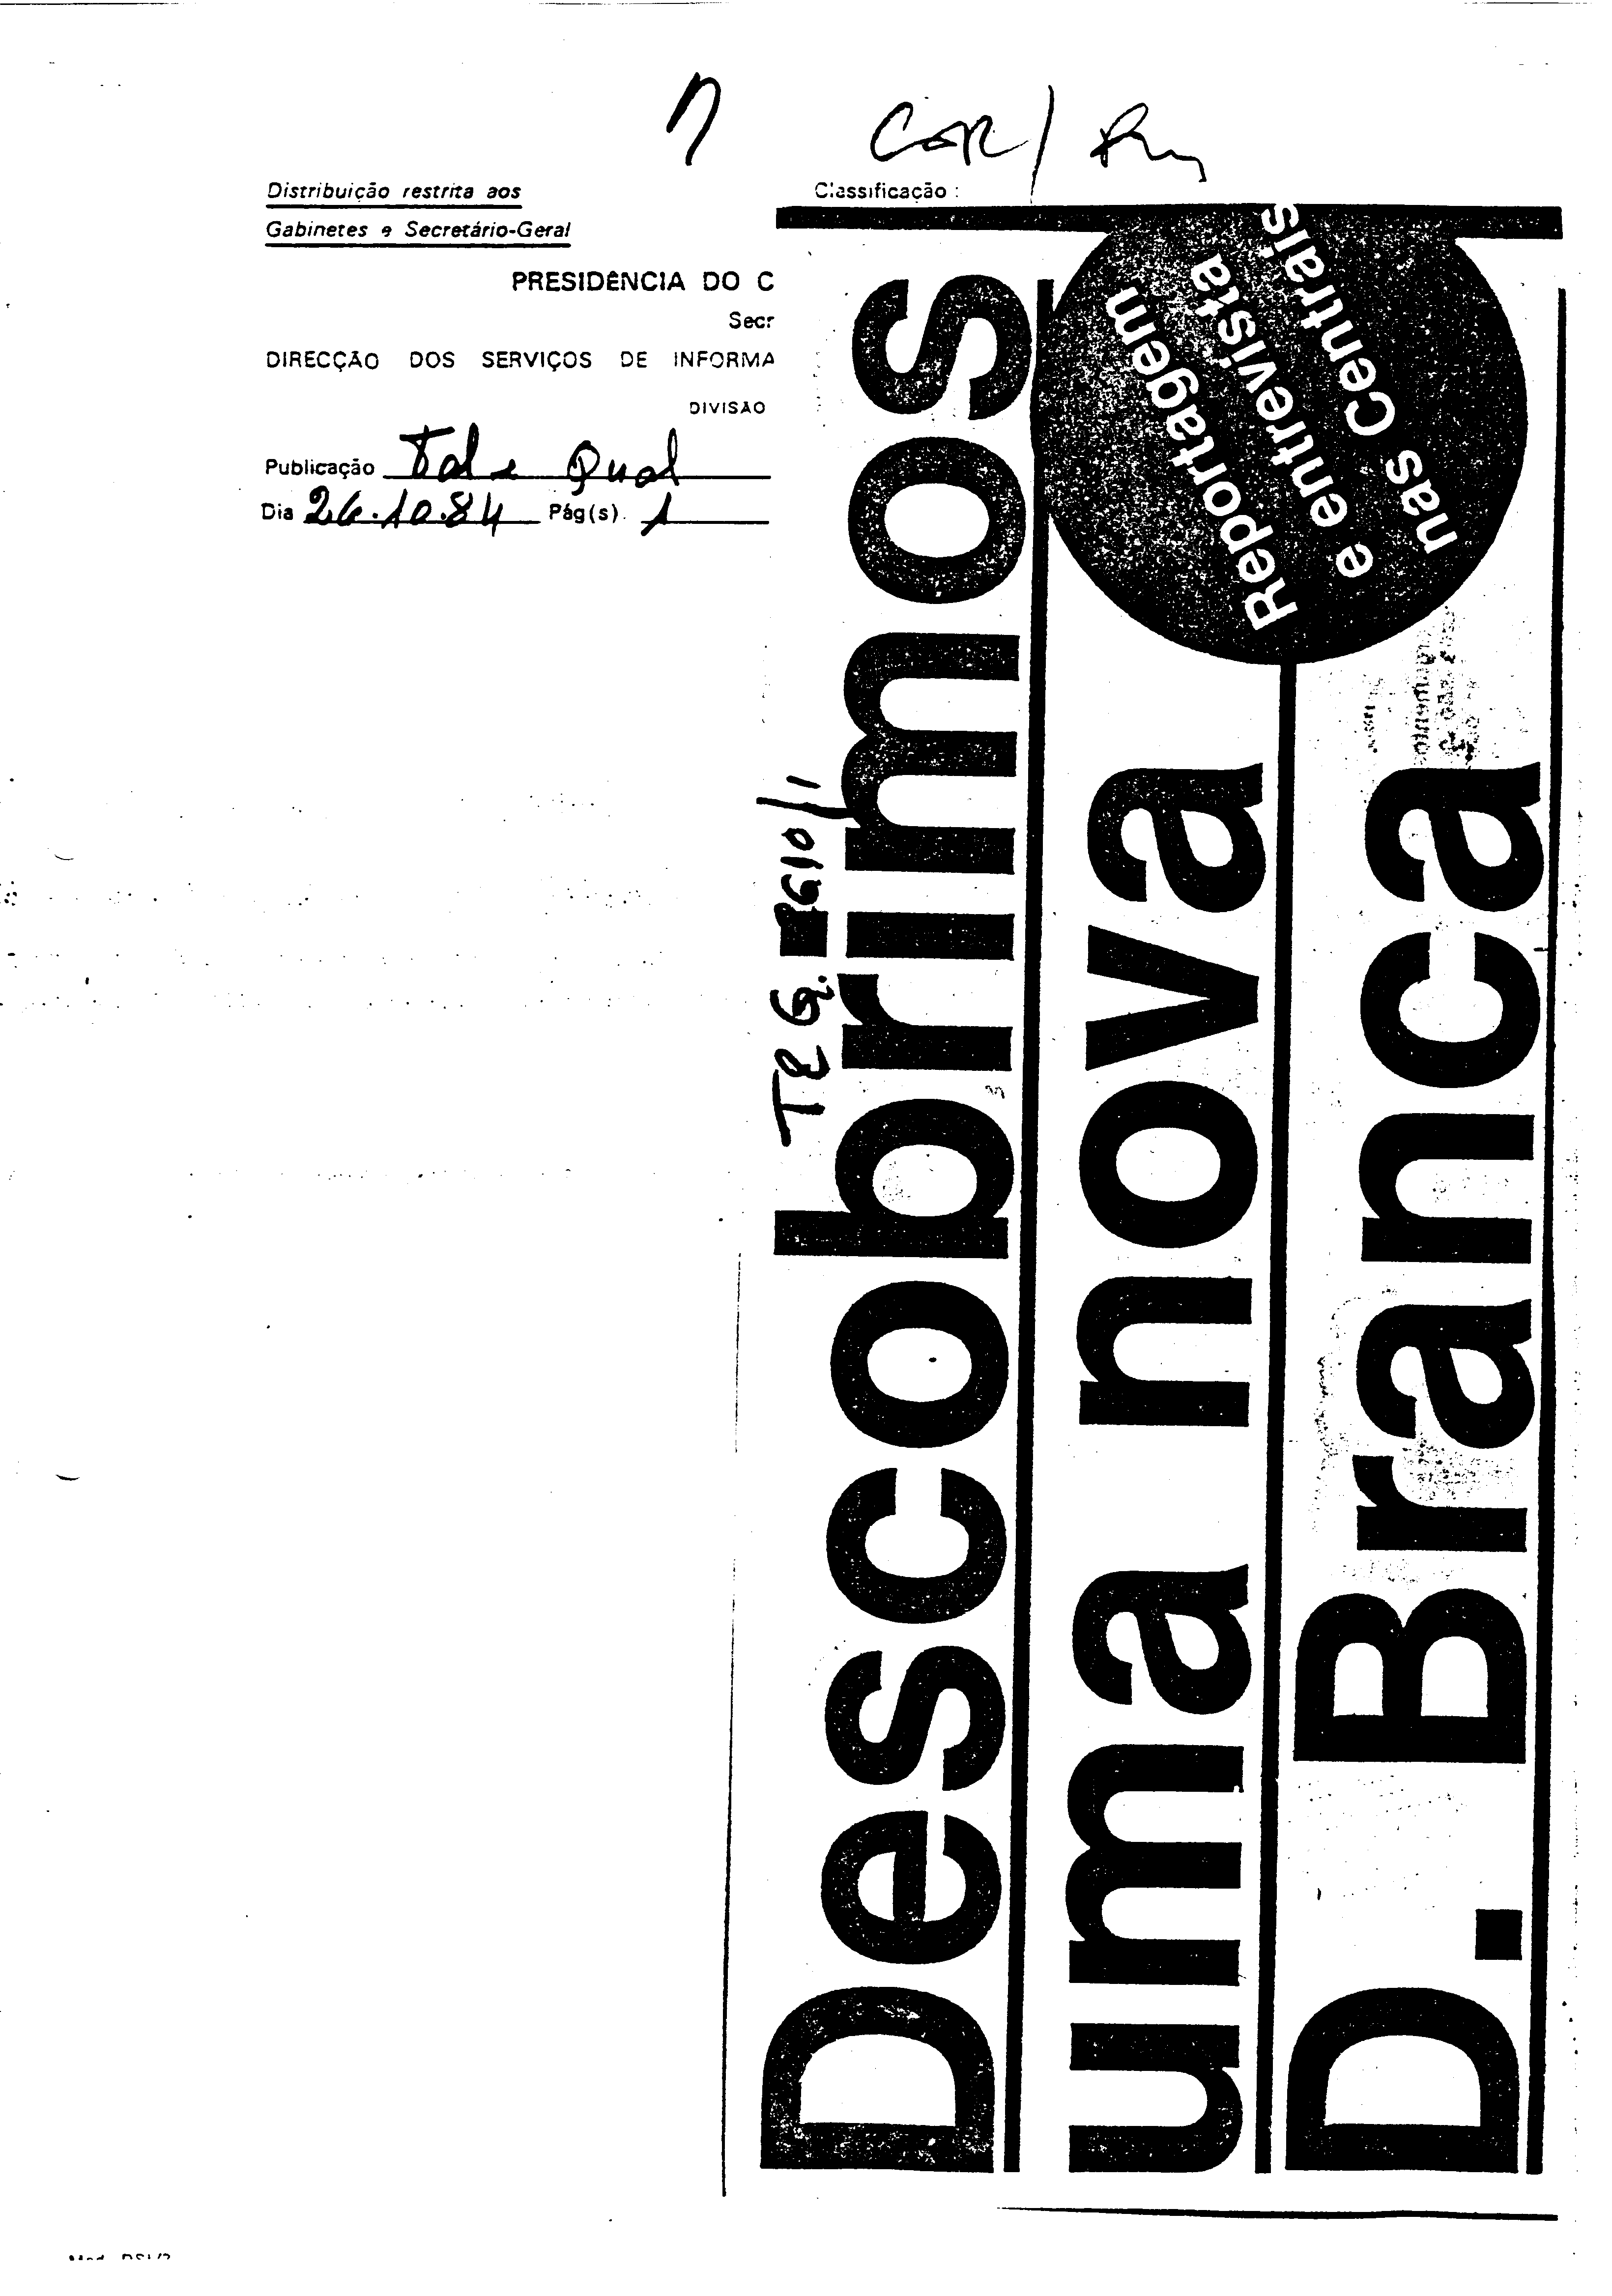 COR/
Distribuição restrita aos
Classificação :
Gabinetes e Secretário-Geral
PRESIDÊNCIA DO C
Secr
DIRECÇÃO DOS SERVIÇOS DE INFORMA
DIVISÃO
Publicação Tal e Qual
Dia 26.10.84 Pág(s). 1
Descobrimos
uma nova
D. Branca
Reportagem
e entrevista
nas Centrais